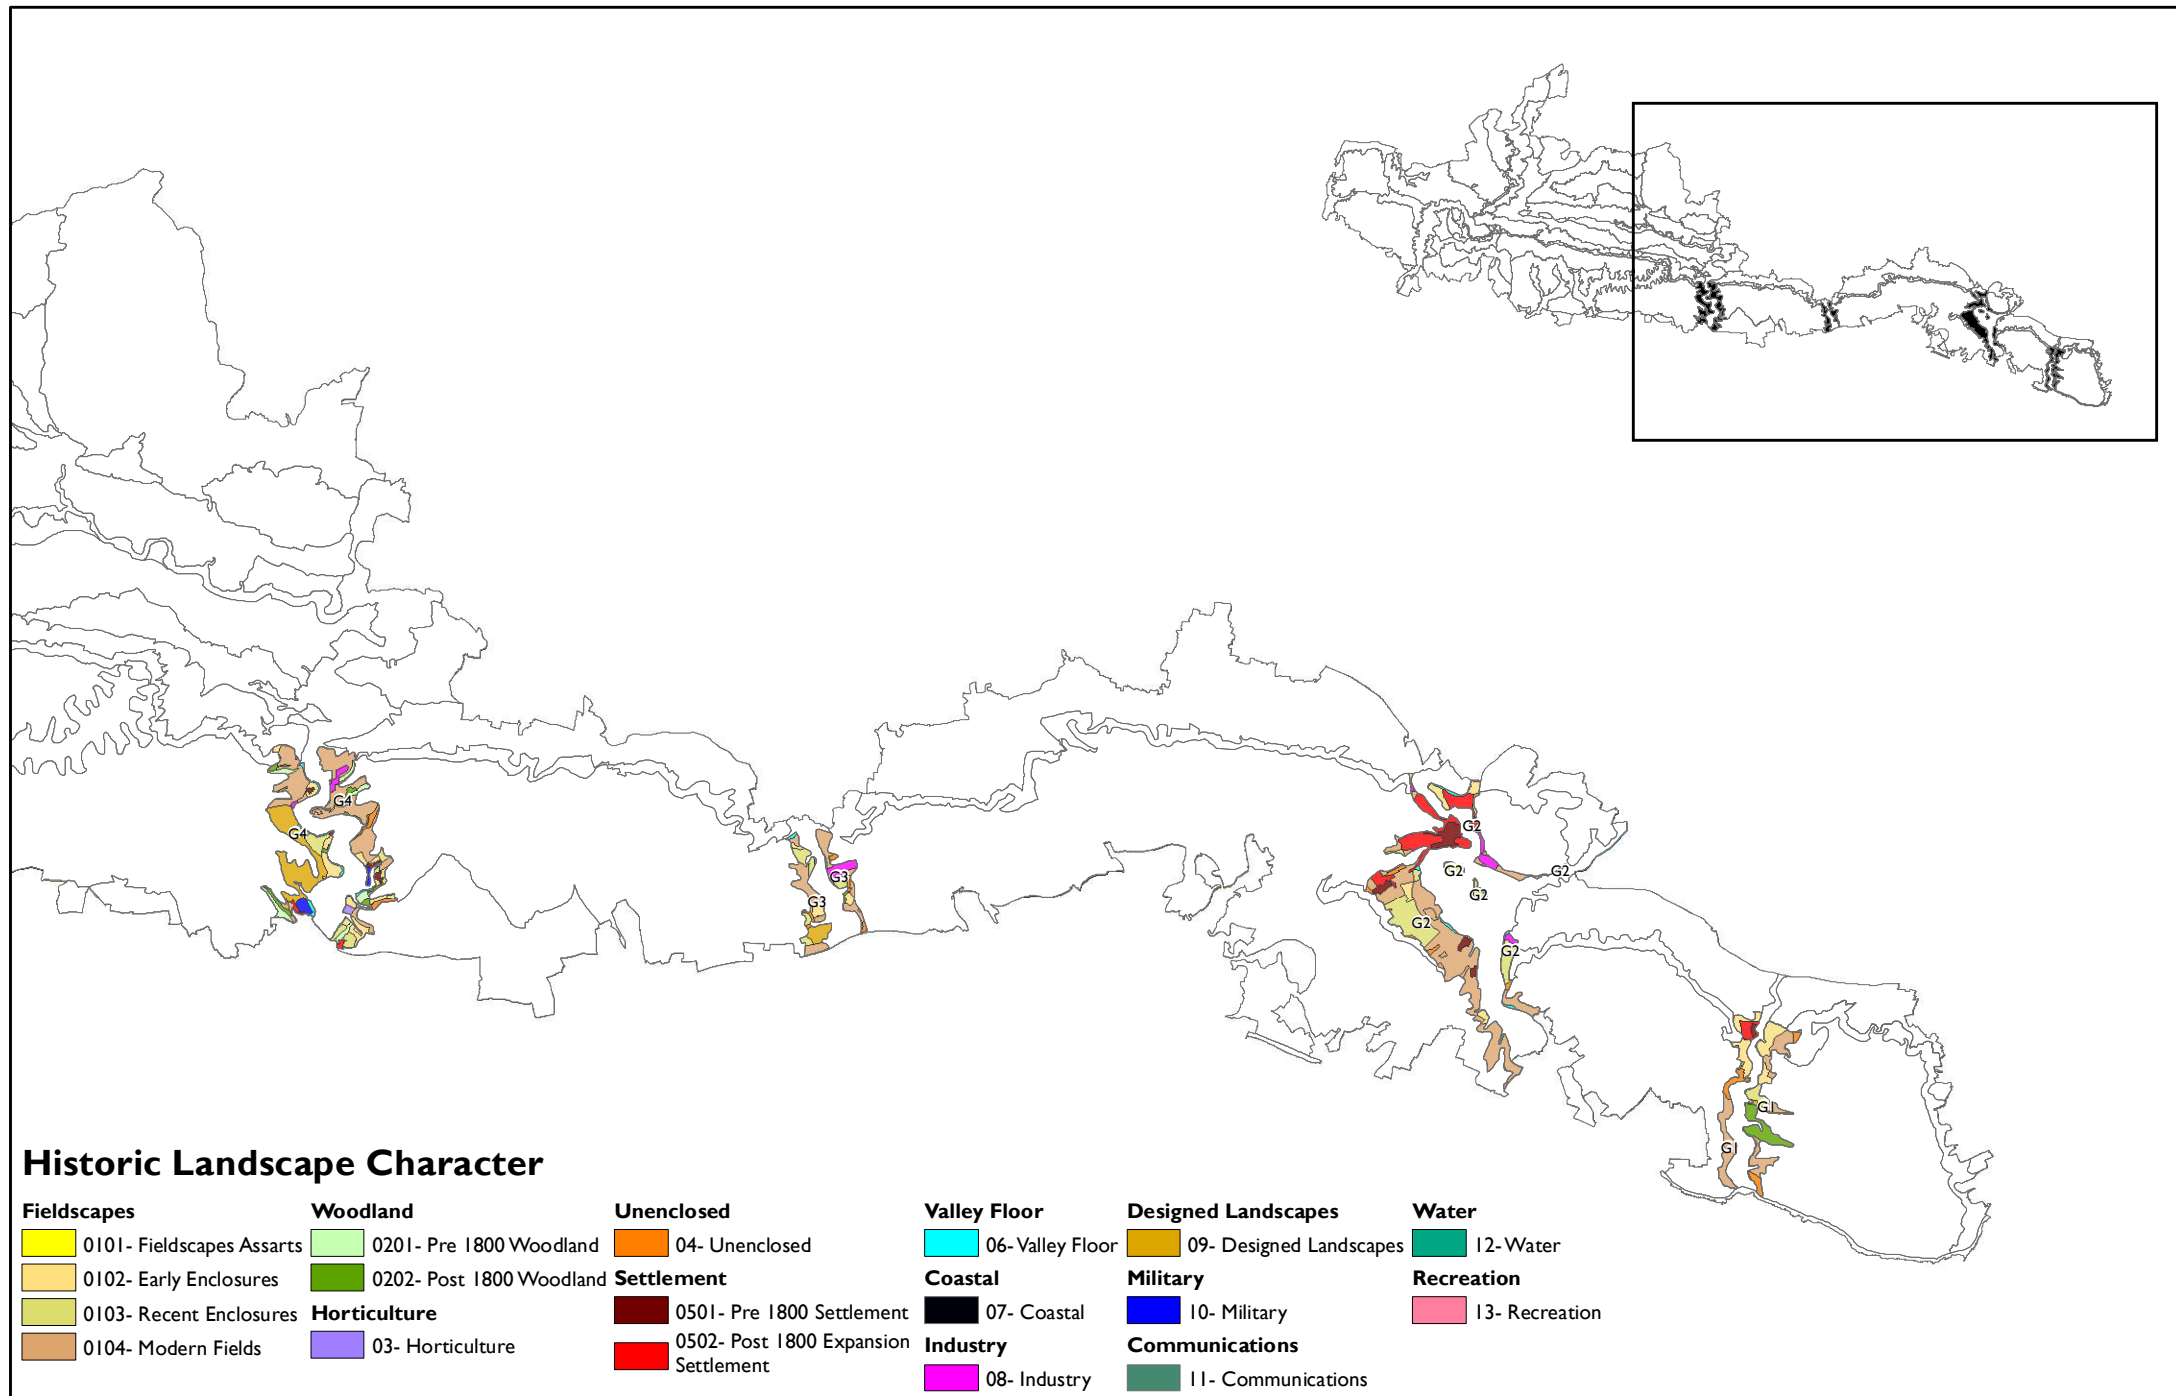 G4
G4
G3
G3
G2
G2
G2
G2
G2
G2
G1
G1
Historic Landscape Character
Fieldscapes
0101- Fieldscapes Assarts
0102- Early Enclosures
0103- Recent Enclosures
0104- Modern Fields
Woodland
0201- Pre 1800 Woodland
0202- Post 1800 Woodland
Horticulture
03- Horticulture
Unenclosed
04- Unenclosed
Settlement
0501- Pre 1800 Settlement
0502- Post 1800 Expansion
Settlement
Valley Floor
06- Valley Floor
Coastal
07- Coastal
Industry
08- Industry
Designed Landscapes
09- Designed Landscapes
Military
10- Military
Communications
11- Communications
Water
12- Water
Recreation
13- Recreation